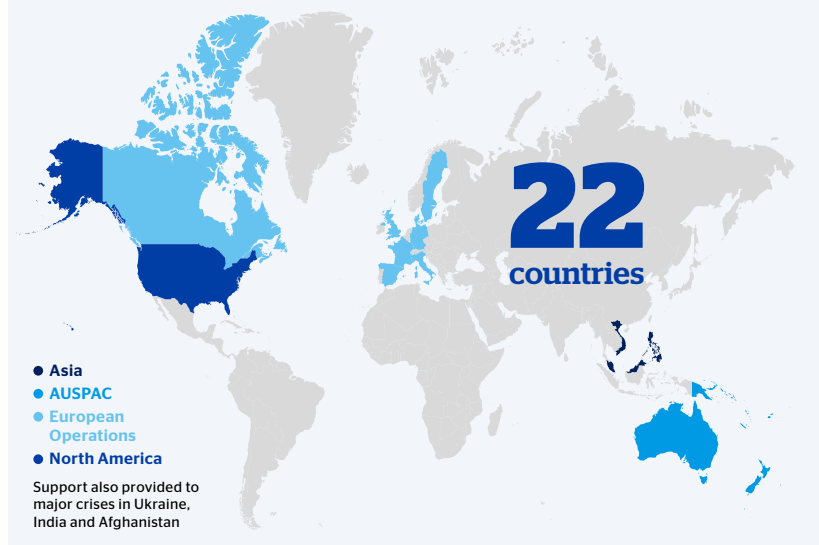 22
countries
Asia
AUSPAC
European
Operations
North America
Support also provided to
major crises in Ukraine,
India and Afghanistan